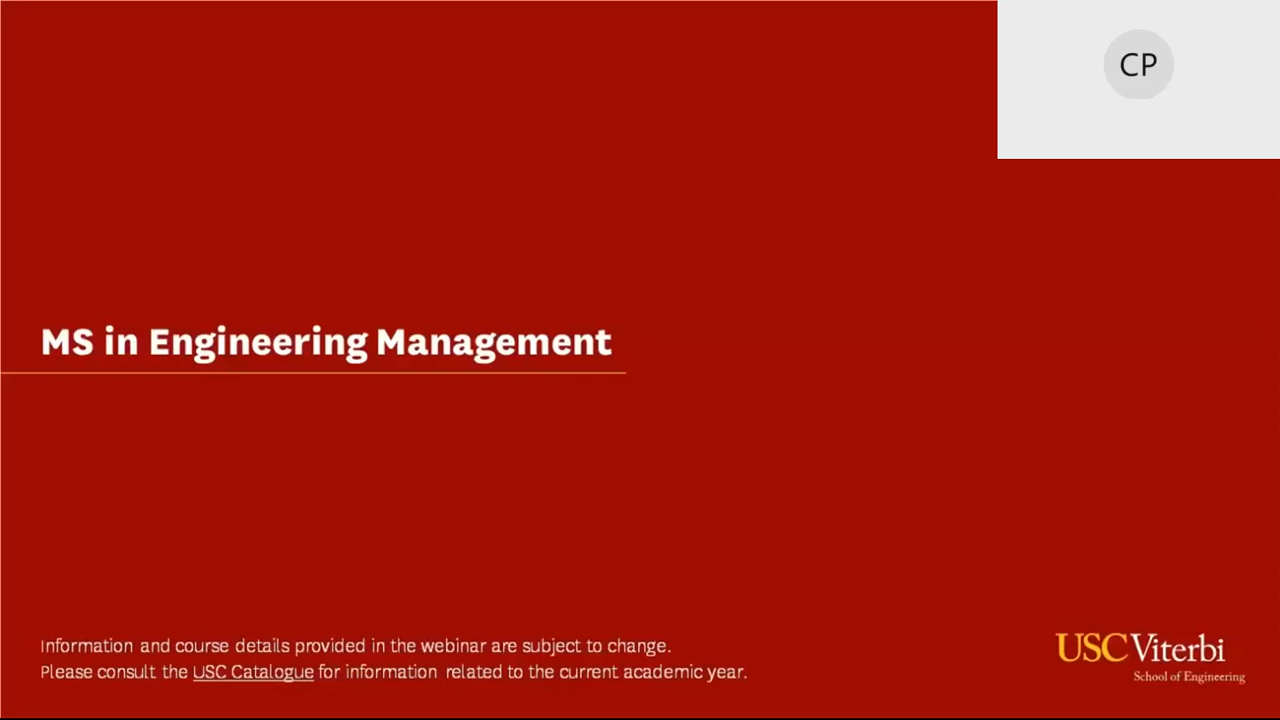 CP
MS in Engineering Management
Information and course details provided in the webinar are subject to change.
Please consult the USC Catalogue for information related to the current academic year.
USC Viterbi
School of Engineering